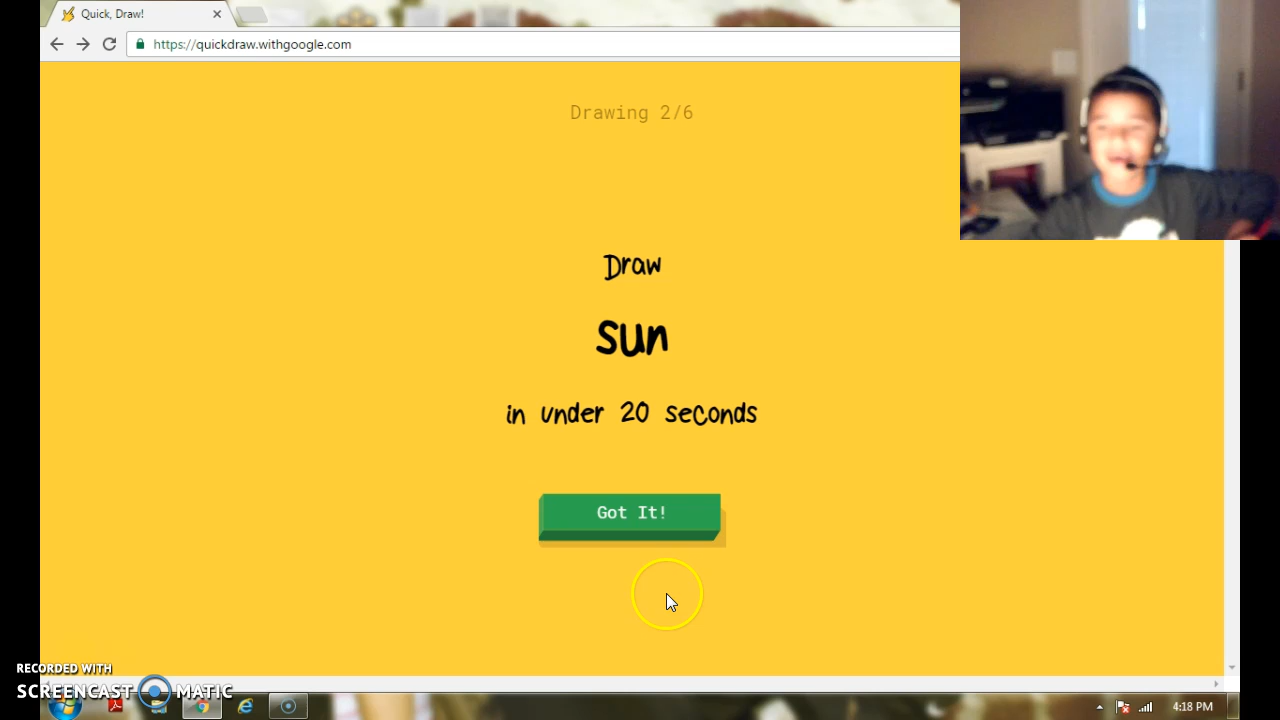 Quick, Draw!
https://quickdraw.withgoogle.com
Drawing 2/6
Draw
sun
in under 20 seconds
Got It!
RECORDED WITH
SCREENCAST MATIC
4:18 PM